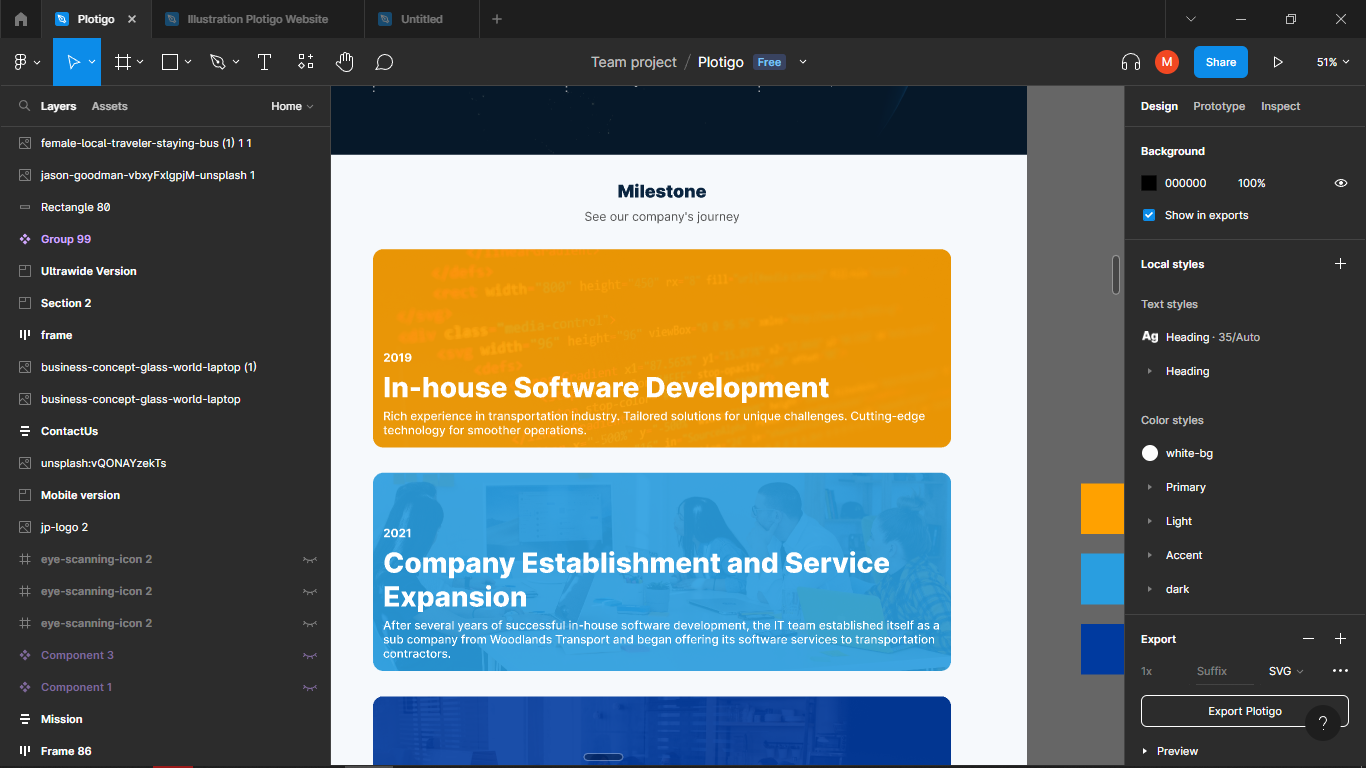 Plotigo
Illustration Plotigo Website
Untitled
Team project / Plotigo Free
M
Share
51%
Layers
Assets
Home
female-local-traveler-staying-bus (1) 1 1
jason-goodman-vbxyFxlgpjM-unsplash 1
Rectangle 80
Group 99
Ultrawide Version
Section 2
frame
business-concept-glass-world-laptop (1)
business-concept-glass-world-laptop
ContactUs
unsplash:vQONAYzekTs
Mobile version
jp-logo 2
eye-scanning-icon 2
eye-scanning-icon 2
eye-scanning-icon 2
Component 3
Component 1
Mission
Frame 86
Milestone
See our company's journey
2019
In-house Software Development
Rich experience in transportation industry. Tailored solutions for unique challenges. Cutting-edge
technology for smoother operations.
2021
Company Establishment and Service
Expansion
After several years of successful in-house software development, the IT team established itself as a
sub company from Woodlands Transport and began offering its software services to transportation
contractors.
Design
Prototype
Inspect
Background
000000 100%
Show in exports
Local styles
Text styles
Ag Heading · 35/Auto
Heading
Color styles
white-bg
Primary
Light
Accent
dark
Export
1x Suffix SVG
Export Plotigo
?
Preview